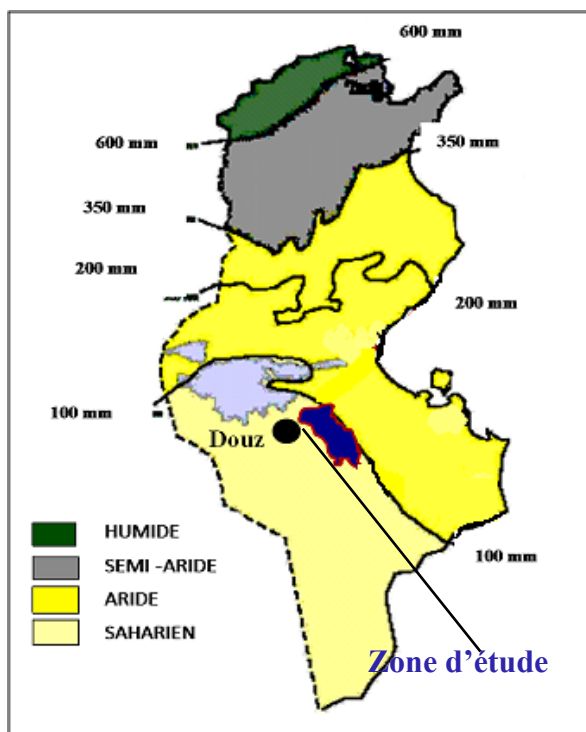 600 mm
600 mm
350 mm
350 mm
200 mm
200 mm
100 mm
Douz
HUMIDE
SEMI -ARIDE
100 mm
ARIDE
SAHARIEN
Zone d'étude